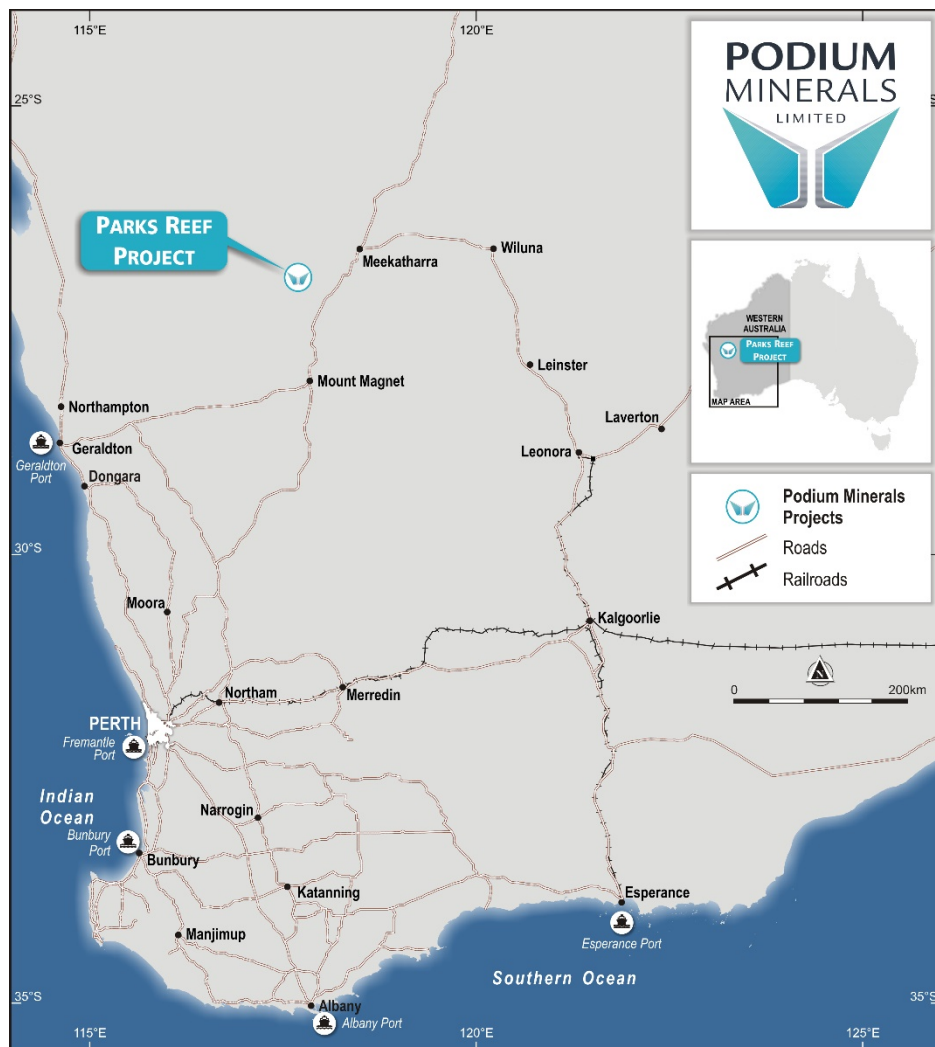 115°E
120°E
25°S
PODIUM
MINERALS
LIMITED
PARKS REEF
PROJECT
Meekatharra
Wiluna
WESTERN
AUSTRALIA
PARKS REEF
PROJECT
MAP AREA
Leinster
Mount Magnet
Northampton
Laverton
Geraldton
Geraldton
Port
Leonora
Dongara
Podium Minerals
Projects
Roads
Railroads
30°S
Moora
Kalgoorlie
0
200km
Northam
Merredin
PERTH
Fremantle
Port
Indian
Ocean
Narrogin
Bunbury
Port
Bunbury
Katanning
Esperance
Manjimup
Esperance Port
Southern Ocean
35°S
35°S
Albany
Albany Port
115°E
120°E
125°E